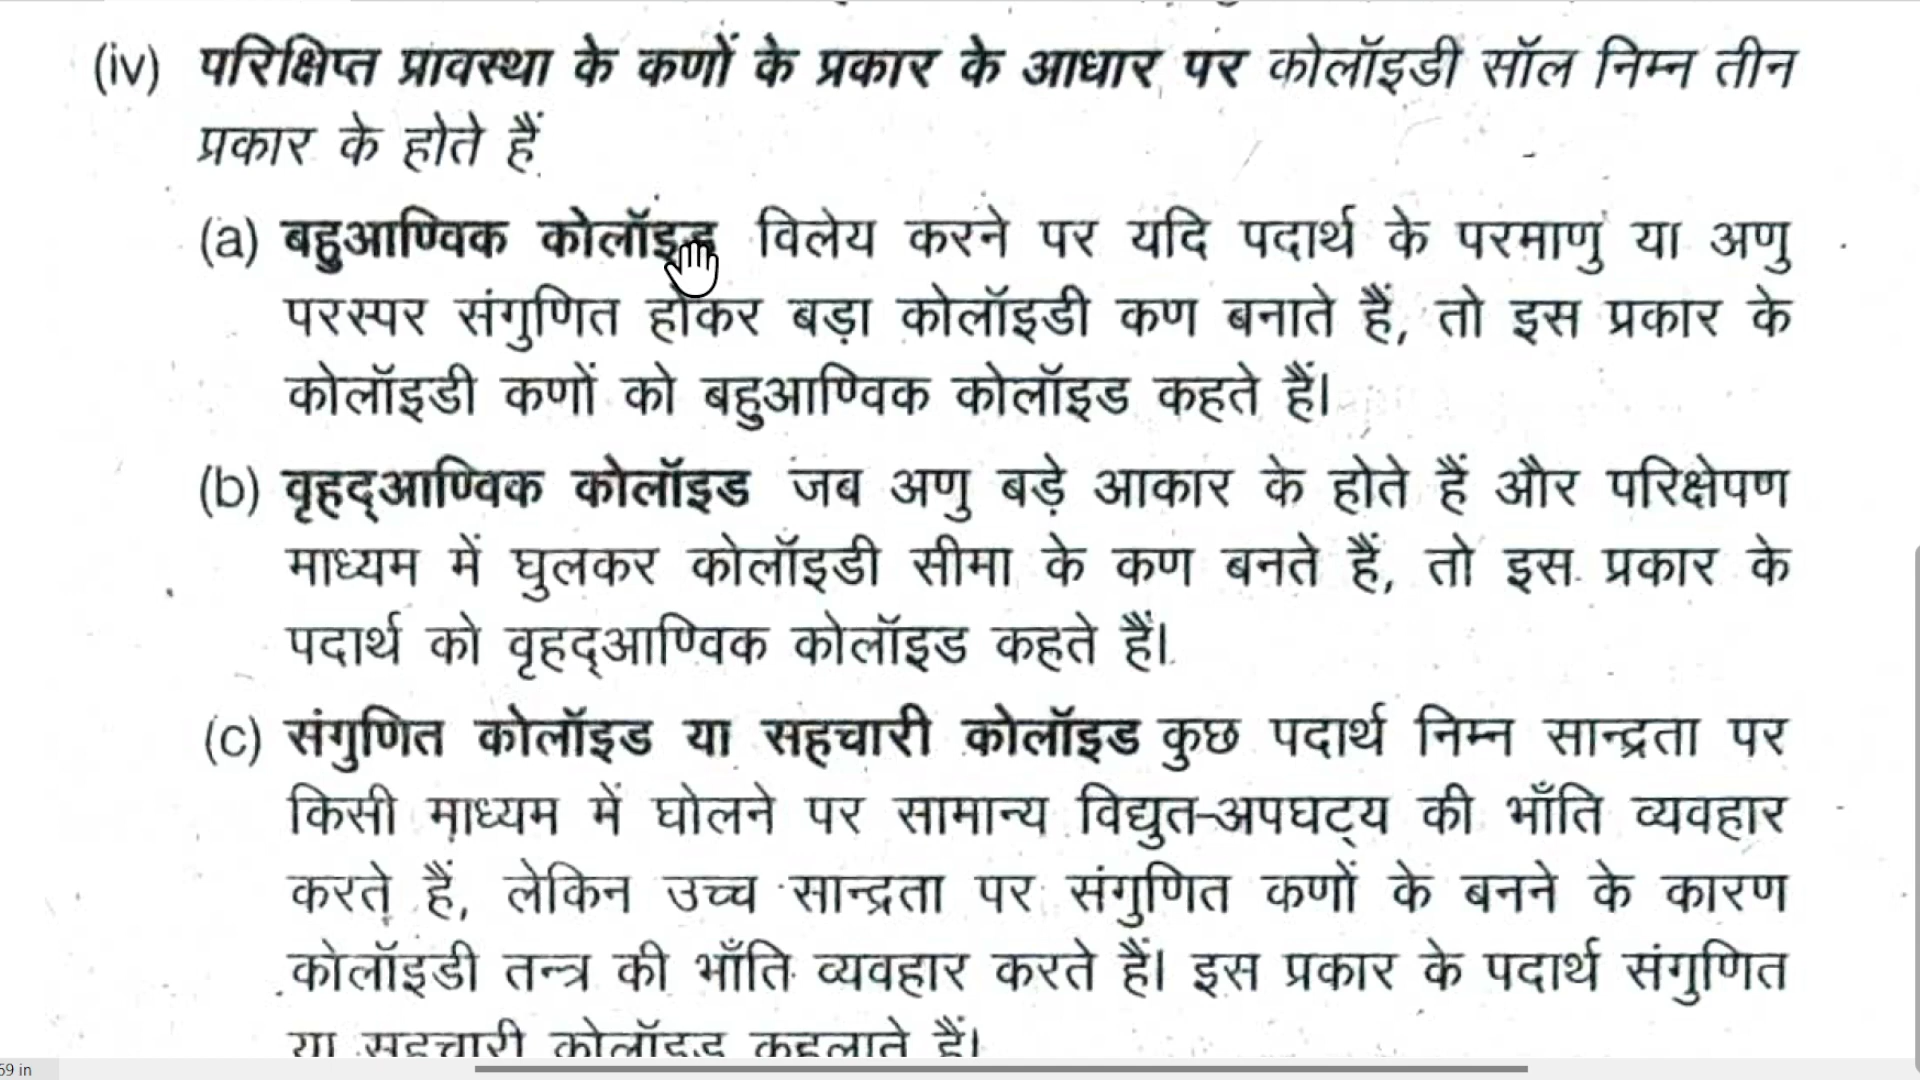 (iv) परिक्षिप्त प्रावस्था के कणों के प्रकार के आधार पर कोलॉइडी सॉल निम्न तीन
प्रकार के होते हैं
(a) बहुआण्विक कोलॉइड विलेय करने पर यदि पदार्थ के परमाणु या अणु
परस्पर संगुणित होकर बड़ा कोलॉइडी कण बनाते हैं, तो इस प्रकार के
कोलॉइडी कणों को बहुआण्विक कोलॉइड कहते हैं।
(b) वृहद्आण्विक कोलॉइड जब अणु बड़े आकार के होते हैं और परिक्षेपण
माध्यम में घुलकर कोलॉइडी सीमा के कण बनते हैं, तो इस प्रकार के
पदार्थ को वृहद्आण्विक कोलॉइड कहते हैं।
(c) संगुणित कोलॉइड या सहचारी कोलॉइड कुछ पदार्थ निम्न सान्द्रता पर
किसी माध्यम में घोलने पर सामान्य विद्युत-अपघट्य की भाँति व्यवहार
करते हैं, लेकिन उच्च सान्द्रता पर संगुणित कणों के बनने के कारण
कोलॉइडी तन्त्र की भाँति व्यवहार करते हैं। इस प्रकार के पदार्थ संगुणित
या सहचारी कोलॉइड कहलाते हैं।
69 in